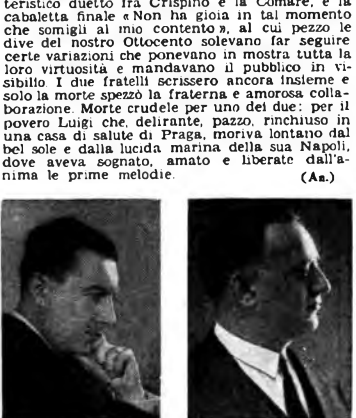 teristico duetto fra Crispino e la Comare, e la
cabaletta finale «Non ha gioia in tal momento
che somigli al mio contento», al cui pezzo le
dive del nostro Ottocento solevano far seguire
certe variazioni che ponevano in mostra tutta la
loro virtuosità e mandavano il pubblico in vi-
sibilio. I due fratelli scrissero ancora insieme e
solo la morte spezzò la fraterna e amorosa colla-
borazione. Morte crudele per uno dei due: per il
povero Luigi che, delirante, pazzo, rinchiuso in
una casa di salute di Praga, moriva lontano dal
bel sole e dalla lucida marina della sua Napoli,
dove aveva sognato, amato e liberate dall'a-
nima le prime melodie. (An.)